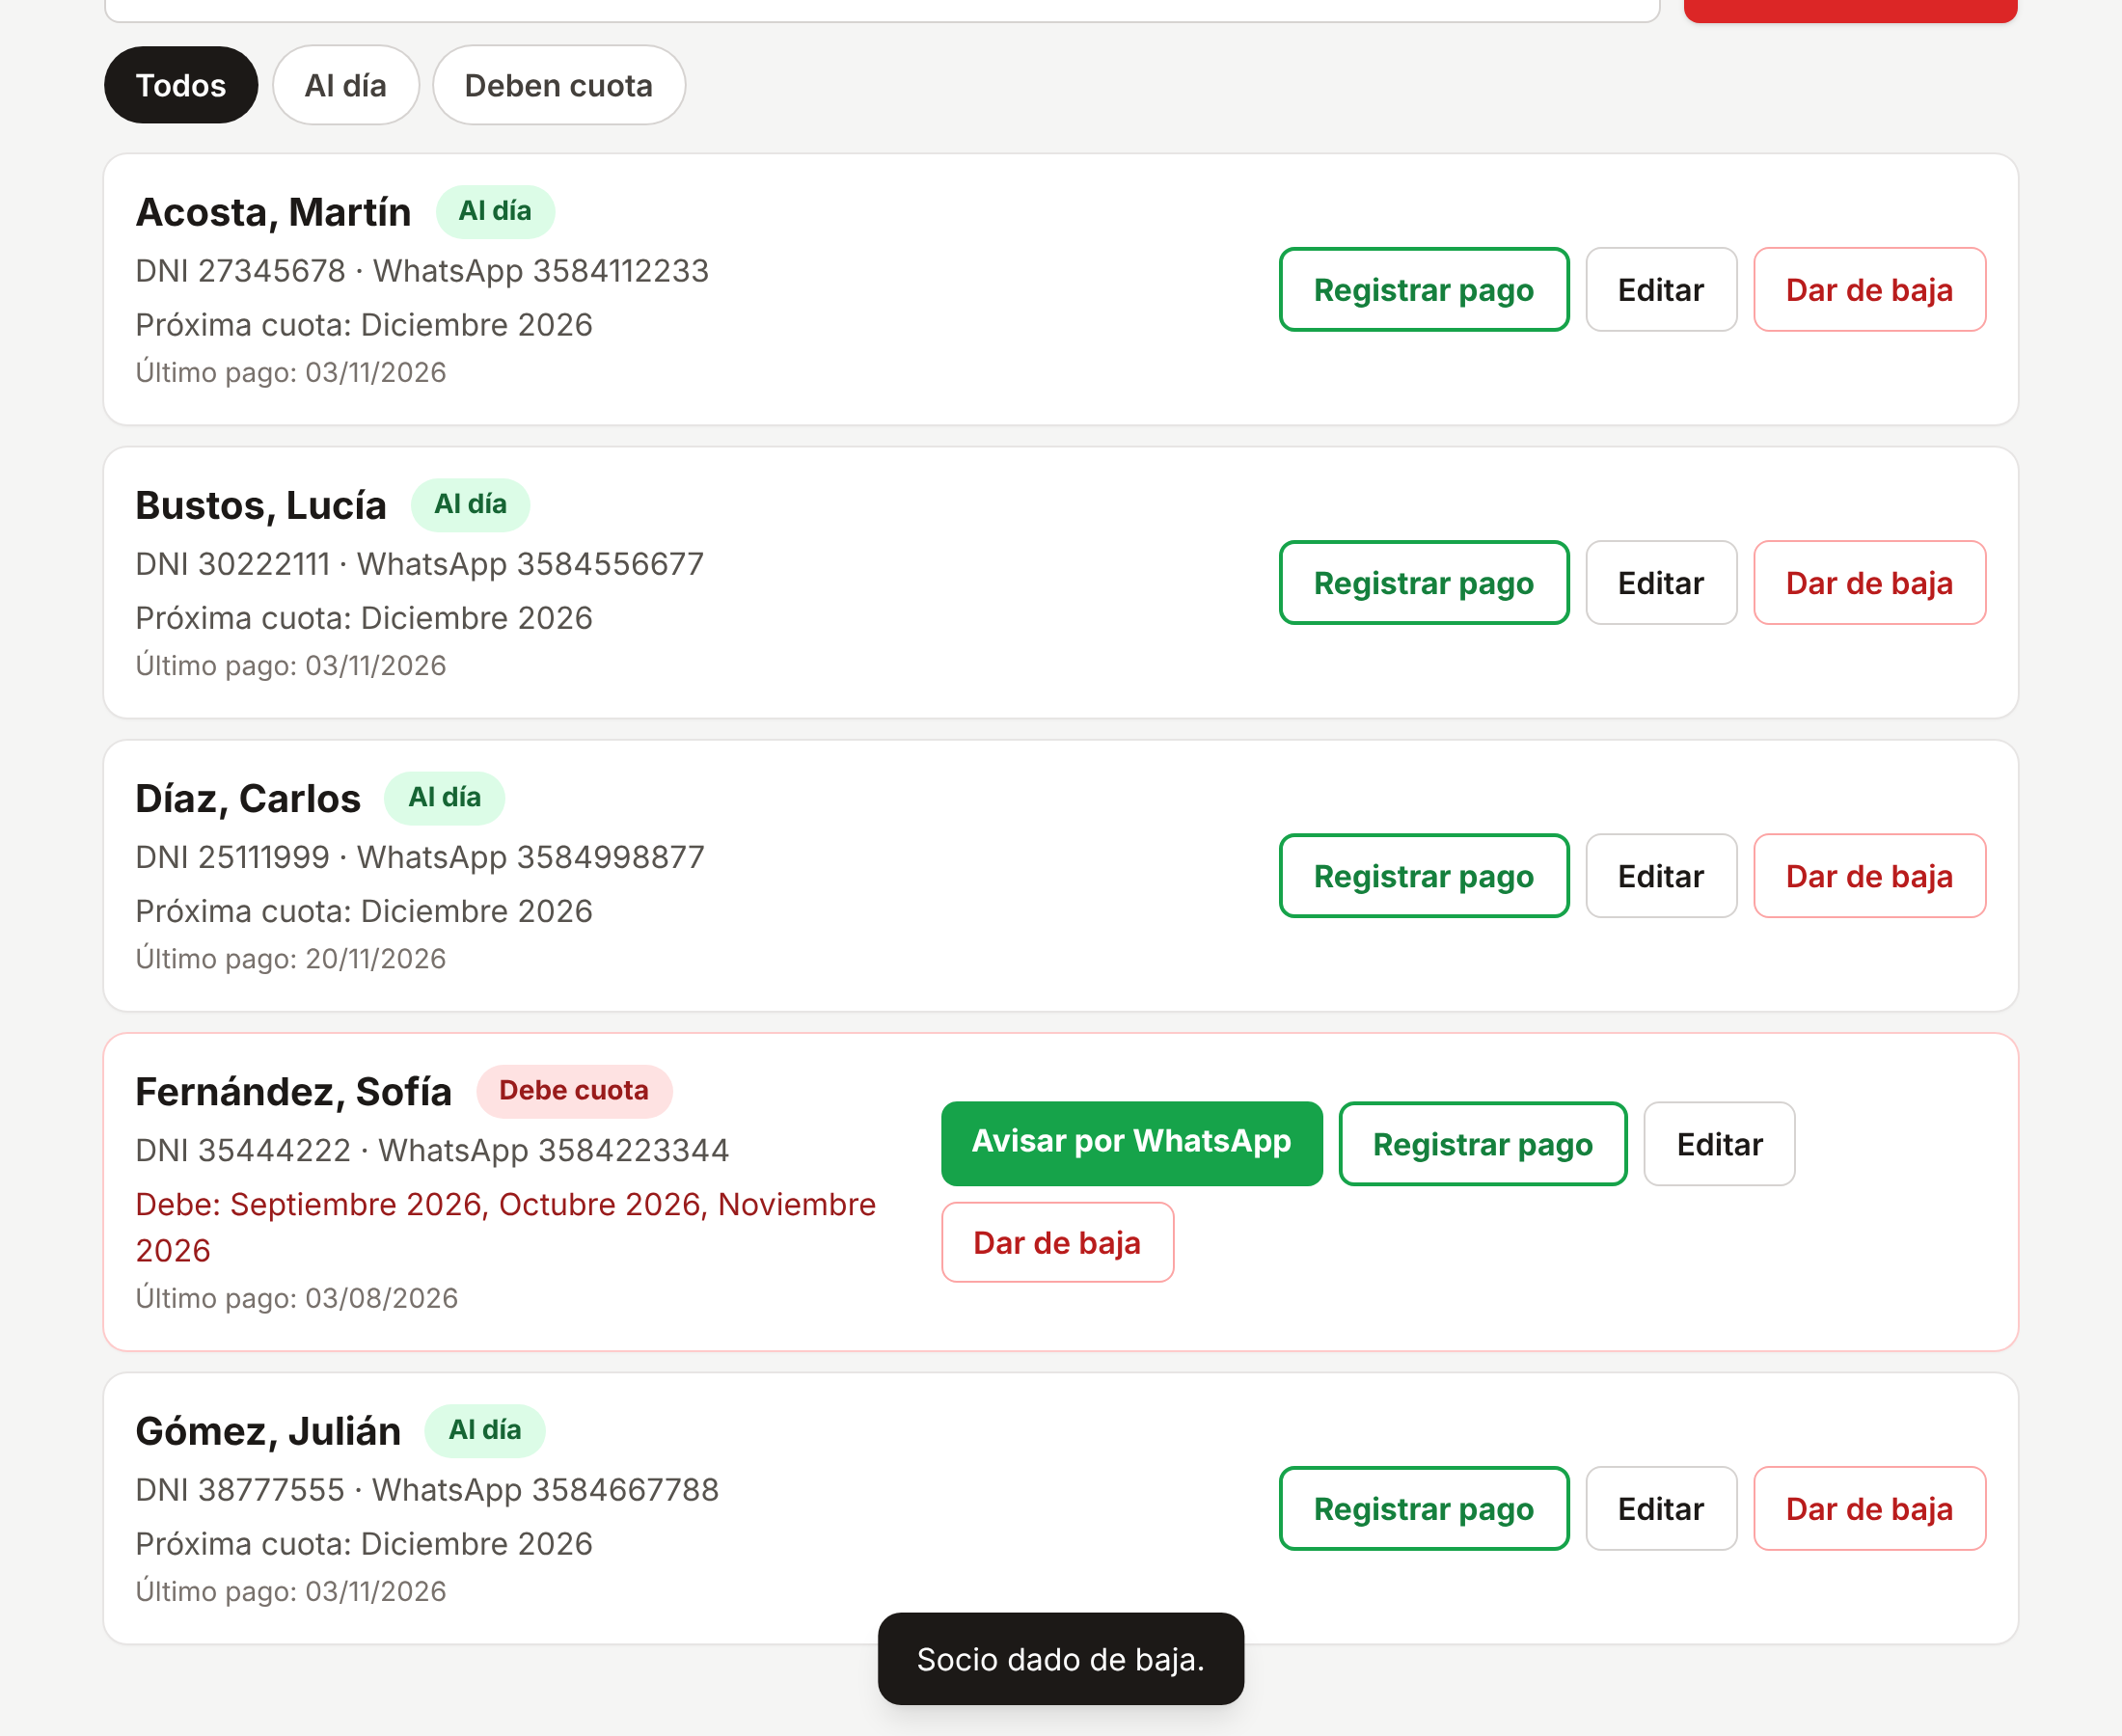 Todos Al día Deben cuota
Acosta, Martín Al día
DNI 27345678 · WhatsApp 3584112233
Próxima cuota: Diciembre 2026
Último pago: 03/11/2026
Registrar pago Editar Dar de baja
Bustos, Lucía Al día
DNI 30222111 · WhatsApp 3584556677
Próxima cuota: Diciembre 2026
Último pago: 03/11/2026
Registrar pago Editar Dar de baja
Díaz, Carlos Al día
DNI 25111999 · WhatsApp 3584998877
Próxima cuota: Diciembre 2026
Último pago: 20/11/2026
Registrar pago Editar Dar de baja
Fernández, Sofía Debe cuota
DNI 35444222 · WhatsApp 3584223344
Debe: Septiembre 2026, Octubre 2026, Noviembre
2026
Último pago: 03/08/2026
Avisar por WhatsApp Registrar pago Editar
Dar de baja
Gómez, Julián Al día
DNI 38777555 · WhatsApp 3584667788
Próxima cuota: Diciembre 2026
Último pago: 03/11/2026
Registrar pago Editar Dar de baja
Socio dado de baja.